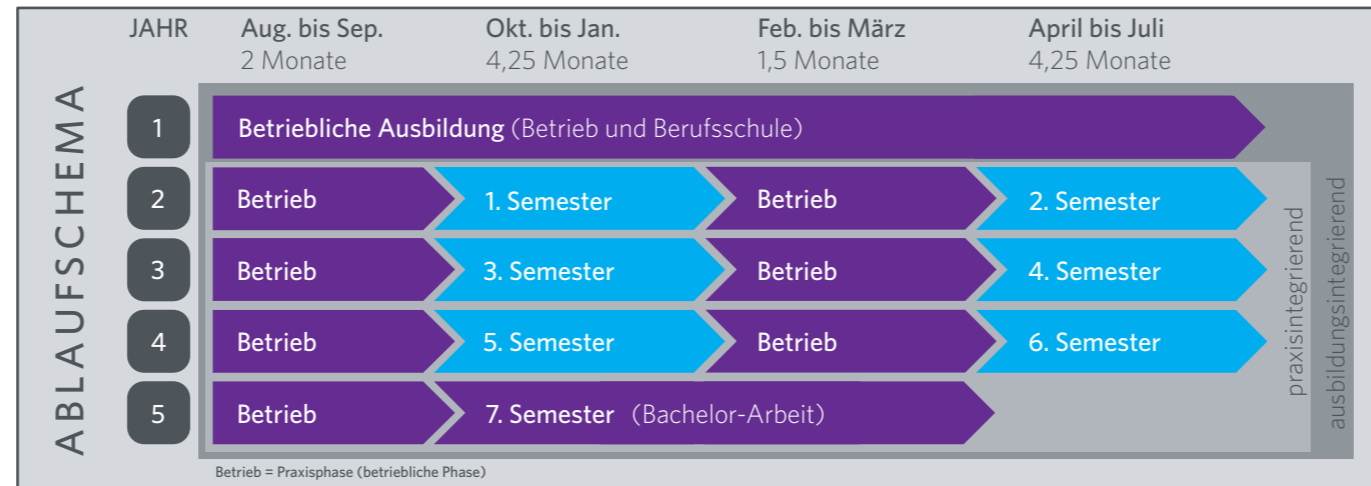 JAHR Aug. bis Sep. Okt. bis Jan. Feb. bis März April bis Juli
2 Monate 4,25 Monate 1,5 Monate 4,25 Monate
ABLAUFSCHEMA
1 Betriebliche Ausbildung (Betrieb und Berufsschule)
2 Betrieb 1. Semester Betrieb 2. Semester
3 Betrieb 3. Semester Betrieb 4. Semester
4 Betrieb 5. Semester Betrieb 6. Semester
5 Betrieb 7. Semester (Bachelor-Arbeit)
praxisintegrierend
ausbildungsintegrierend
Betrieb = Praxisphase (betriebliche Phase)